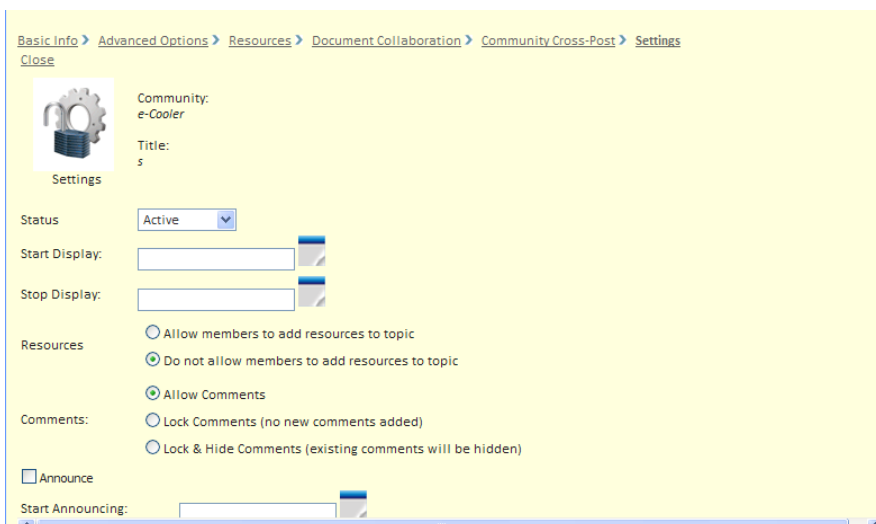 Basic Info > Advanced Options > Resources > Document Collaboration > Community Cross-Post > Settings
Close
Community:
e-Cooler
Title:
s
Settings
Status Active
Start Display:
Stop Display:
Resources
Allow members to add resources to topic
Do not allow members to add resources to topic
Comments:
Allow Comments
Lock Comments (no new comments added)
Lock & Hide Comments (existing comments will be hidden)
Announce
Start Announcing: